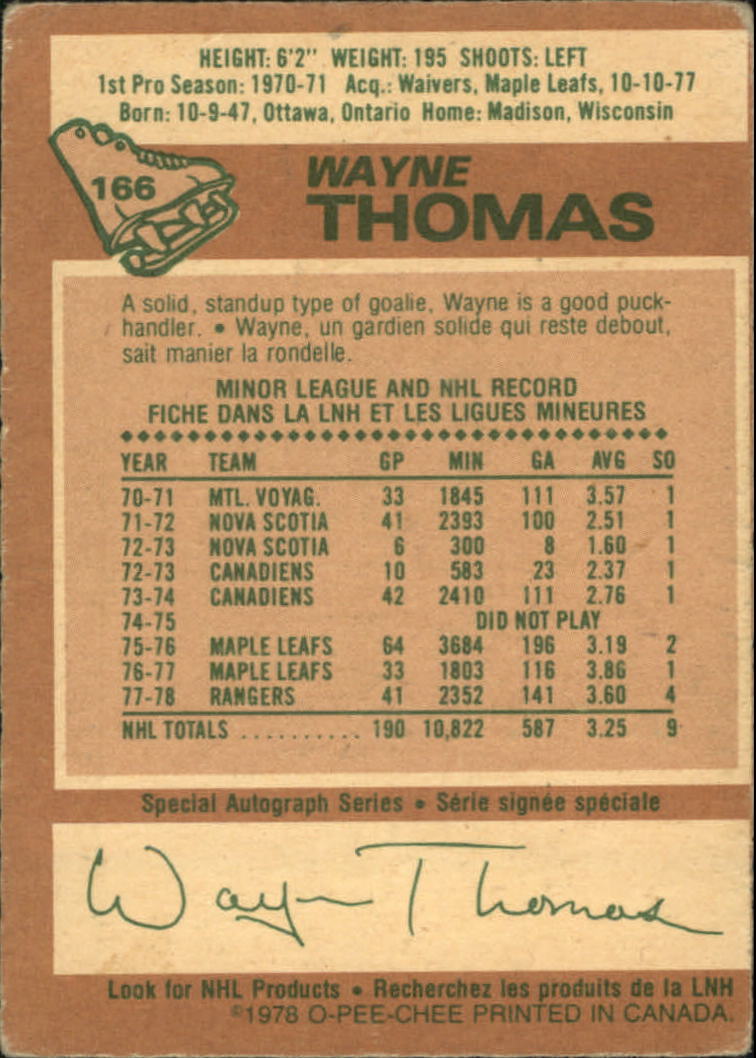 HEIGHT: 6'2" WEIGHT: 195 SHOOTS: LEFT
1st Pro Season: 1970-71 Acq.: Waivers, Maple Leafs, 10-10-77
Born: 10-9-47, Ottawa, Ontario Home: Madison, Wisconsin
166
WAYNE
THOMAS
A solid, standup type of goalie, Wayne is a good puck-
handler. • Wayne, un gardien solide qui reste debout,
sait manier la rondelle.
MINOR LEAGUE AND NHL RECORD
FICHE DANS LA LNH ET LES LIGUES MINEURES
YEAR TEAM GP MIN GA AVG SO
70-71 MTL. VOYAG. 33 1845 111 3.57 1
71-72 NOVA SCOTIA 41 2393 100 2.51 1
72-73 NOVA SCOTIA 6 300 8 1.60 1
72-73 CANADIENS 10 583 23 2.37 1
73-74 CANADIENS 42 2410 111 2.76 1
74-75 DID NOT PLAY
75-76 MAPLE LEAFS 64 3684 196 3.19 2
76-77 MAPLE LEAFS 33 1803 116 3.86 1
77-78 RANGERS 41 2352 141 3.60 4
NHL TOTALS .......... 190 10,822 587 3.25 9
Special Autograph Series • Série signée spéciale
Wayne Thomas
Look for NHL Products • Recherchez les produits de la LNH
©1978 O-PEE-CHEE PRINTED IN CANADA.